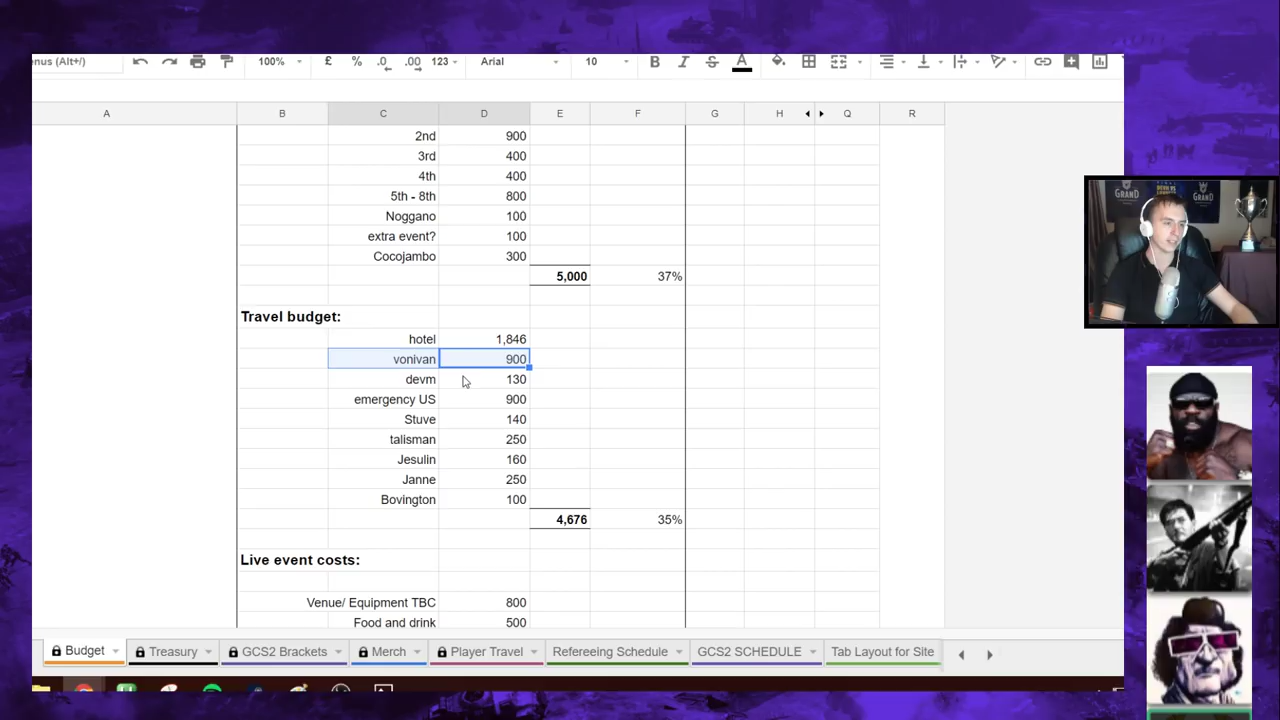 enus (Alt+/)
100%
£
%
.0
.00
123
Arial
10
B
I
S
A
A
B
C
D
E
F
G
H
Q
R
2nd 900
3rd 400
4th 400
5th - 8th 800
Noggano 100
extra event? 100
Cocojambo 300
5,000 37%
Travel budget:
hotel 1,846
vonivan 900
devm 130
emergency US 900
Stuve 140
talisman 250
Jesulin 160
Janne 250
Bovington 100
4,676 35%
Live event costs:
Venue/ Equipment TBC 800
Food and drink 500
Budget
Treasury
GCS2 Brackets
Merch
Player Travel
Refereeing Schedule
GCS2 SCHEDULE
Tab Layout for Site
GRAND
GRAND